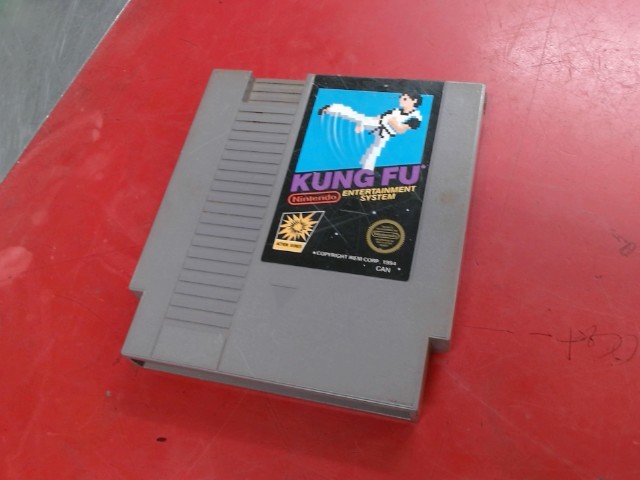 KUNG FU
Nintendo
ENTERTAINMENT
SYSTEM
ACTION SERIES
COPYRIGHT IREM CORP. 1984
CAN